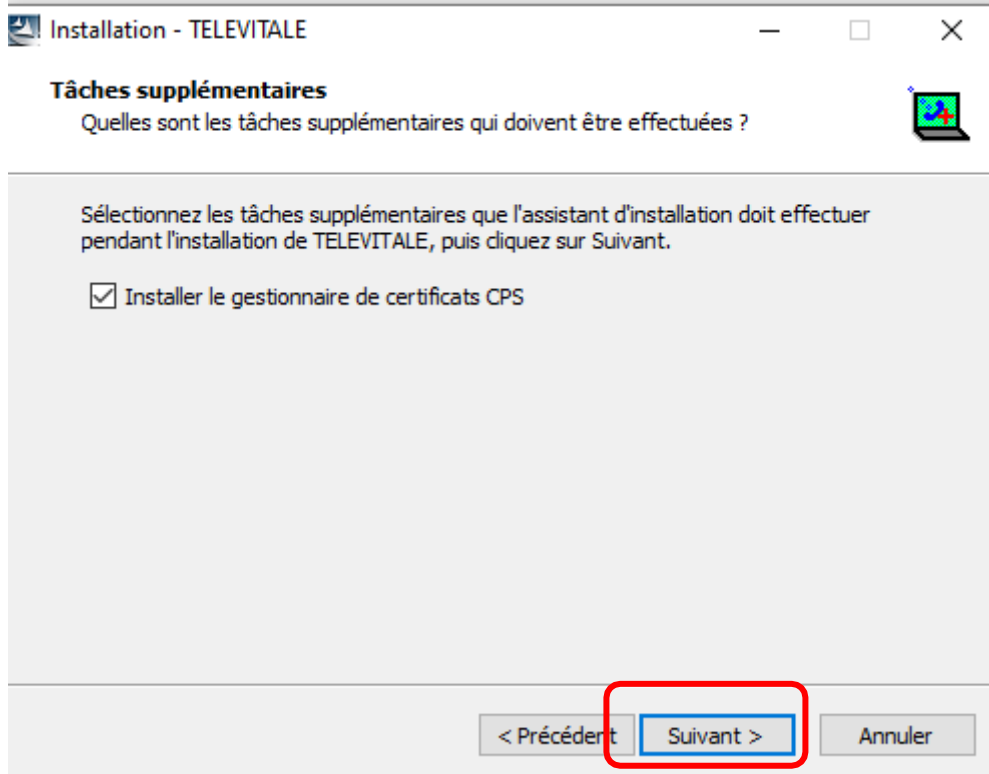 Installation - TELEVITALE
Tâches supplémentaires
Quelles sont les tâches supplémentaires qui doivent être effectuées ?
Sélectionnez les tâches supplémentaires que l'assistant d'installation doit effectuer
pendant l'installation de TELEVITALE, puis cliquez sur Suivant.
Installer le gestionnaire de certificats CPS
< Précédent Suivant > Annuler